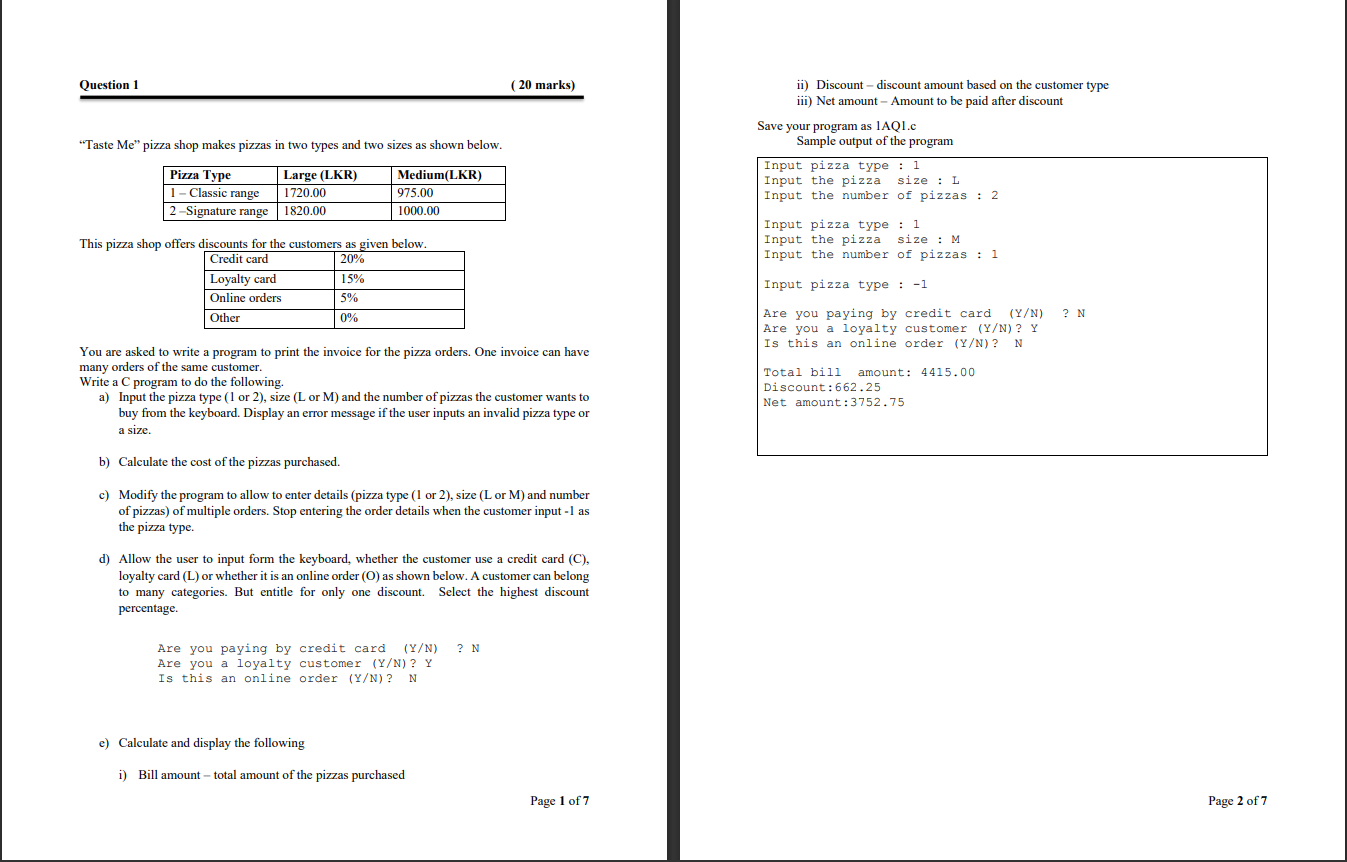 Question 1 ( 20 marks)
“Taste Me” pizza shop makes pizzas in two types and two sizes as shown below.
Pizza Type Large (LKR) Medium(LKR)
1 – Classic range 1720.00 975.00
2 –Signature range 1820.00 1000.00
This pizza shop offers discounts for the customers as given below.
Credit card 20%
Loyalty card 15%
Online orders 5%
Other 0%
You are asked to write a program to print the invoice for the pizza orders. One invoice can have
many orders of the same customer.
Write a C program to do the following.
a) Input the pizza type (1 or 2), size (L or M) and the number of pizzas the customer wants to
buy from the keyboard. Display an error message if the user inputs an invalid pizza type or
a size.
b) Calculate the cost of the pizzas purchased.
c) Modify the program to allow to enter details (pizza type (1 or 2), size (L or M) and number
of pizzas) of multiple orders. Stop entering the order details when the customer input -1 as
the pizza type.
d) Allow the user to input form the keyboard, whether the customer use a credit card (C),
loyalty card (L) or whether it is an online order (O) as shown below. A customer can belong
to many categories. But entitle for only one discount. Select the highest discount
percentage.
Are you paying by credit card (Y/N) ? N
Are you a loyalty customer (Y/N)? Y
Is this an online order (Y/N)? N
e) Calculate and display the following
i) Bill amount – total amount of the pizzas purchased
Page 1 of 7
ii) Discount – discount amount based on the customer type
iii) Net amount – Amount to be paid after discount
Save your program as 1AQ1.c
Sample output of the program
Input pizza type : 1
Input the pizza size : L
Input the number of pizzas : 2
Input pizza type : 1
Input the pizza size : M
Input the number of pizzas : 1
Input pizza type : -1
Are you paying by credit card (Y/N) ? N
Are you a loyalty customer (Y/N)? Y
Is this an online order (Y/N)? N
Total bill amount: 4415.00
Discount:662.25
Net amount:3752.75
Page 2 of 7